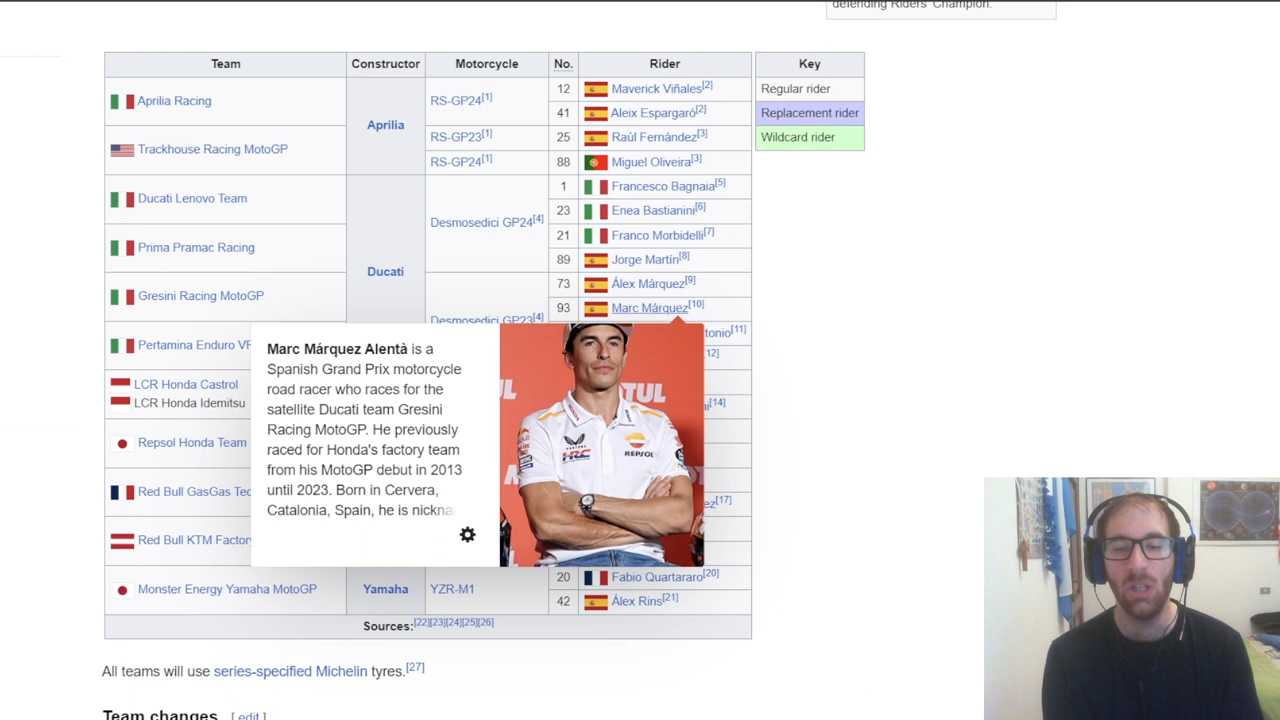 defending Riders' Champion.
Team Constructor Motorcycle No. Rider Key
Aprilia Racing Aprilia RS-GP24[1] 12 Maverick Viñales[2] Regular rider
41 Aleix Espargaró[2] Replacement rider
Trackhouse Racing MotoGP RS-GP23[1] 25 Raúl Fernández[3] Wildcard rider
RS-GP24[1] 88 Miguel Oliveira[3]
Ducati Lenovo Team Ducati Desmosedici GP24[4] 1 Francesco Bagnaia[5]
23 Enea Bastianini[6]
Prima Pramac Racing 21 Franco Morbidelli[7]
89 Jorge Martín[8]
Gresini Racing MotoGP Desmosedici GP23[4] 73 Álex Márquez[9]
93 Marc Márquez[10]
Pertamina Enduro VR tonio[11]
[12]
LCR Honda Castrol
LCR Honda Idemitsu i[14]
Repsol Honda Team
Red Bull GasGas Tec ez[17]
Red Bull KTM Factory
Marc Márquez Alentà is a
Spanish Grand Prix motorcycle
road racer who races for the
satellite Ducati team Gresini
Racing MotoGP. He previously
raced for Honda's factory team
from his MotoGP debut in 2013
until 2023. Born in Cervera,
Catalonia, Spain, he is nickna
HRC
REPSOL
Monster Energy Yamaha MotoGP Yamaha YZR-M1 20 Fabio Quartararo[20]
42 Álex Rins[21]
Sources:[22][23][24][25][26]
All teams will use series-specified Michelin tyres.[27]
Team changes [ edit ]